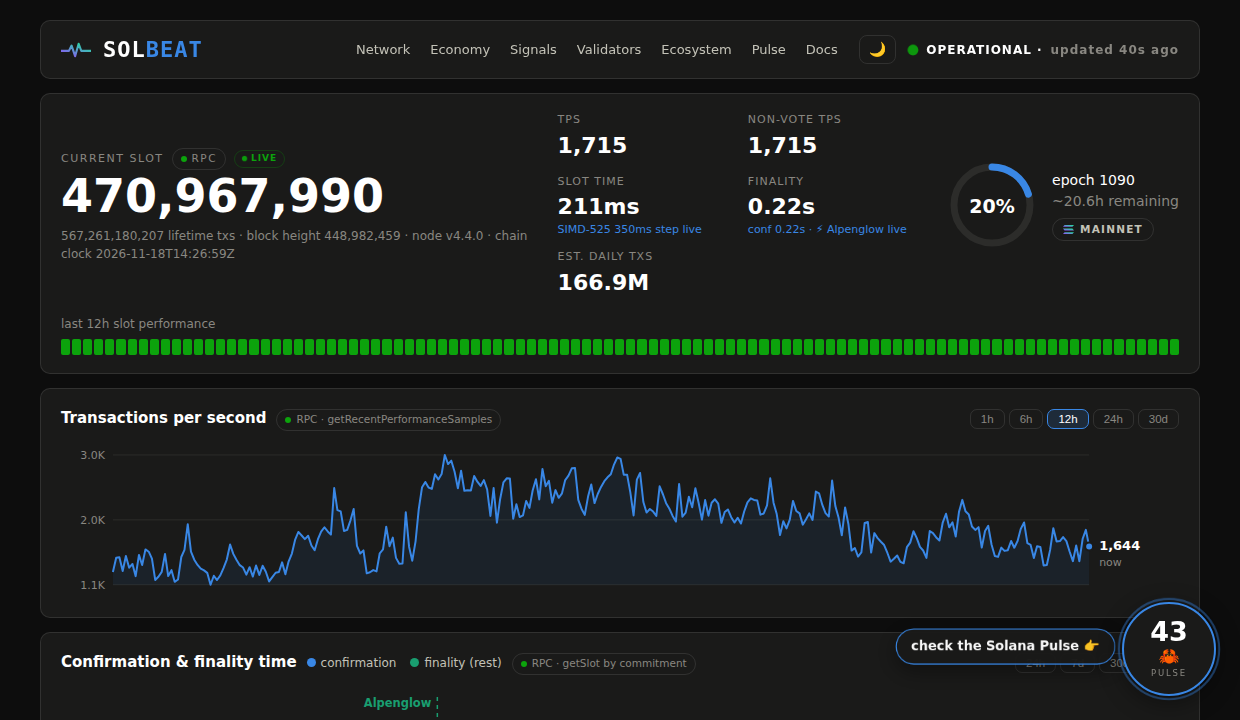 SOLBEAT
Network Economy Signals Validators Ecosystem Pulse Docs 🌙 OPERATIONAL · updated 40s ago
CURRENT SLOT RPC LIVE
470,967,990
567,261,180,207 lifetime txs · block height 448,982,459 · node v4.4.0 · chain
clock 2026-11-18T14:26:59Z
TPS
1,715
NON-VOTE TPS
1,715
SLOT TIME
211ms
SIMD-525 350ms step live
FINALITY
0.22s
conf 0.22s · ⚡ Alpenglow live
EST. DAILY TXS
166.9M
20%
epoch 1090
~20.6h remaining
MAINNET
last 12h slot performance
Transactions per second RPC · getRecentPerformanceSamples
1h 6h 12h 24h 30d
3.0K
2.0K
1.1K
1,644
now
Confirmation & finality time confirmation finality (rest) RPC · getSlot by commitment
check the Solana Pulse 👉
43
🦀
PULSE
Alpenglow